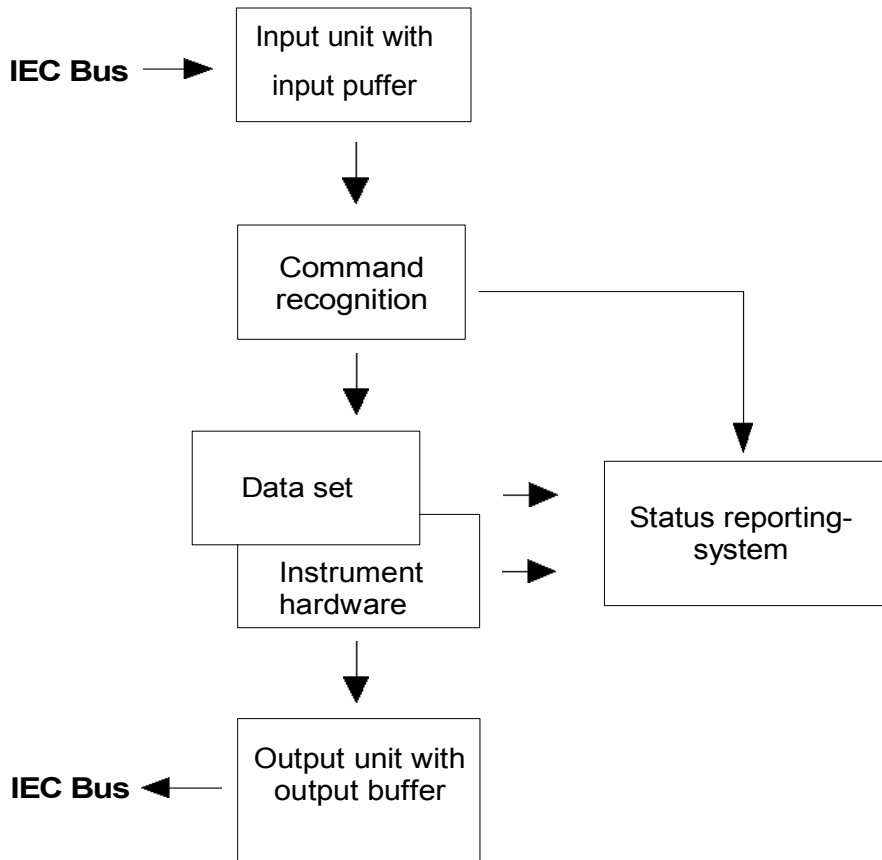 Input unit with
IEC Bus
input puffer
Command
recognition
Data set
Status reporting-
system
Instrument
hardware
Output unit with
IEC Bus
output buffer